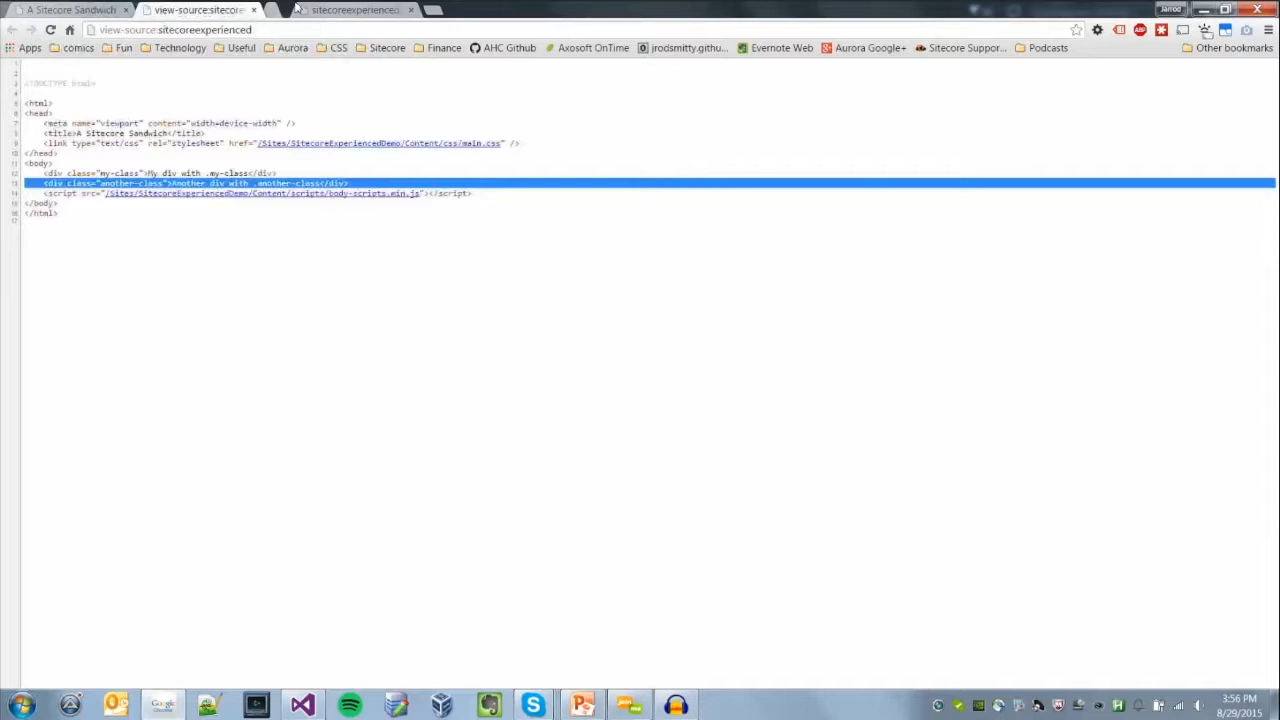 A Sitecore Sandwich
view-source:sitecore
sitecoreexperienced
Jarrod
view-source:sitecoreexperienced
Apps comics Fun Technology Useful Aurora CSS Sitecore Finance AHC Github Axosoft OnTime jrodsmitty.githu... Evernote Web Aurora Google+ Sitecore Suppor... Podcasts Other bookmarks
<!DOCTYPE html>
<html>
<head>
<meta name="viewport" content="width=device-width" />
<title>A Sitecore Sandwich</title>
<link type="text/css" rel="stylesheet" href="/Sites/SitecoreExperiencedDemo/Content/css/main.css" />
</head>
<body>
<div class="my-class">My div with .my-class</div>
<div class="another-class">Another div with .another-class</div>
<script src="/Sites/SitecoreExperiencedDemo/Content/scripts/body-scripts.min.js"></script>
</body>
</html>
Google
3:56 PM
8/29/2015